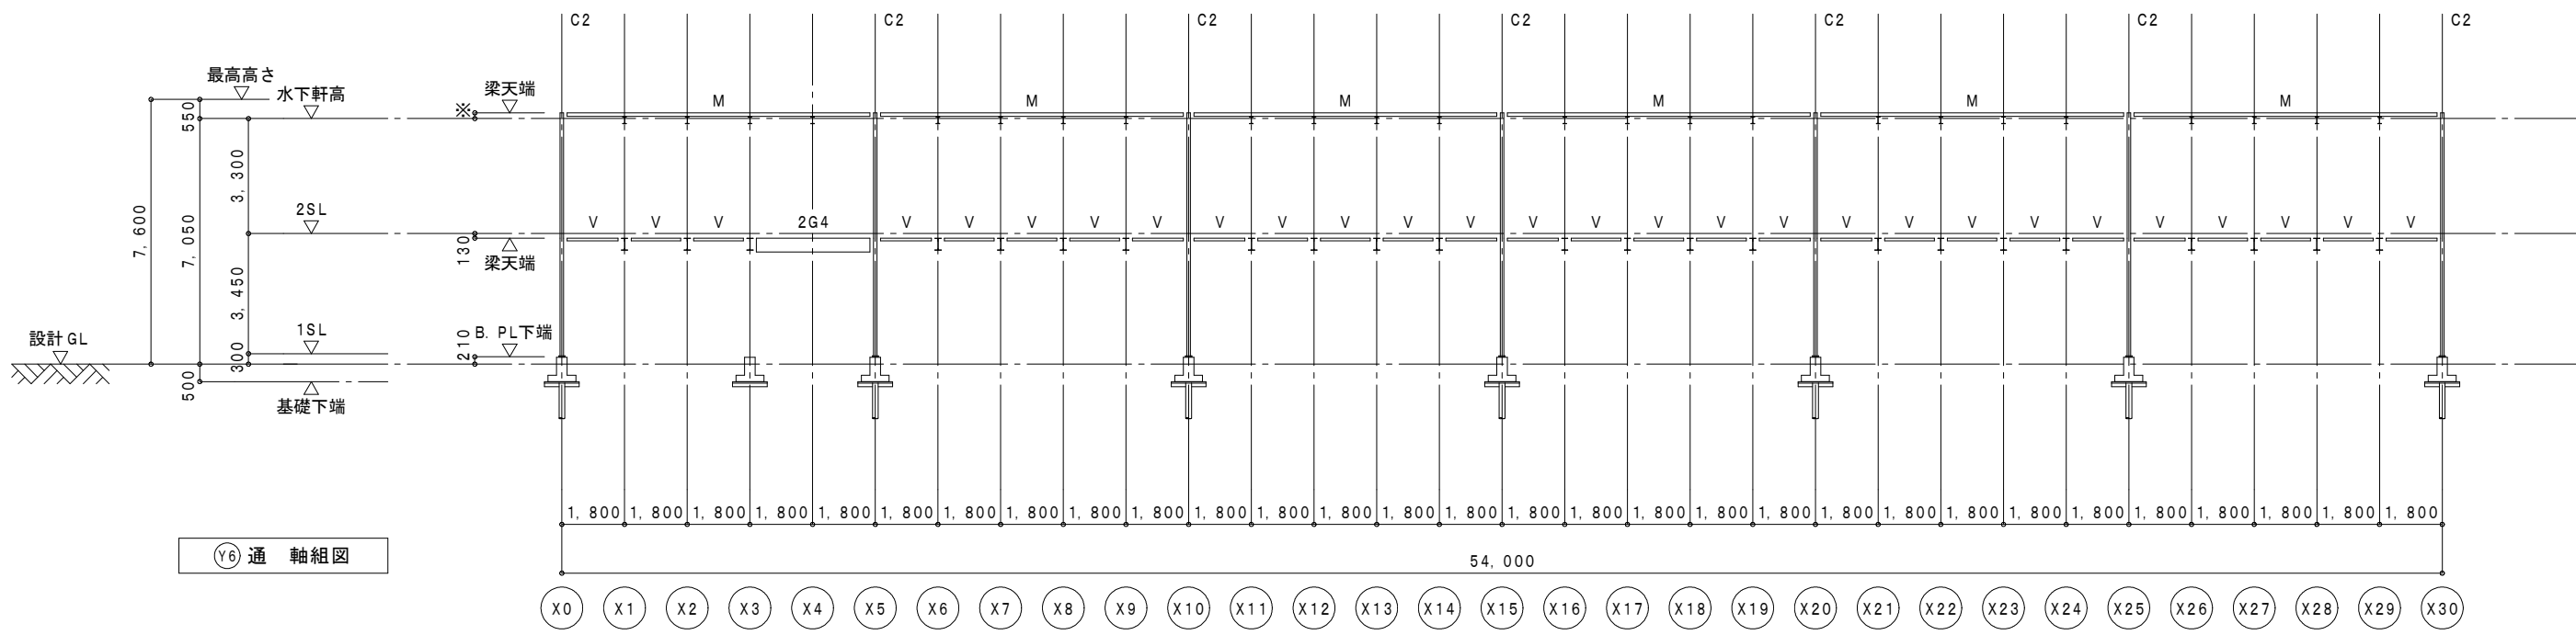 C2 C2 C2 C2 C2 C2 C2
最高高さ
水下軒高
梁天端
※
M M M M M M
550
3,300
7,600
7,050
2SL
130
梁天端
V V V 2G4 V V V V V V V V V V V V V V V V V V V V V V V V V
3,450
設計GL
1SL
300
210
B.PL下端
500
基礎下端
1,800 1,800 1,800 1,800 1,800 1,800 1,800 1,800 1,800 1,800 1,800 1,800 1,800 1,800 1,800 1,800 1,800 1,800 1,800 1,800 1,800 1,800 1,800 1,800 1,800 1,800 1,800 1,800 1,800 1,800
54,000
Y6 通 軸組図
X0 X1 X2 X3 X4 X5 X6 X7 X8 X9 X10 X11 X12 X13 X14 X15 X16 X17 X18 X19 X20 X21 X22 X23 X24 X25 X26 X27 X28 X29 X30